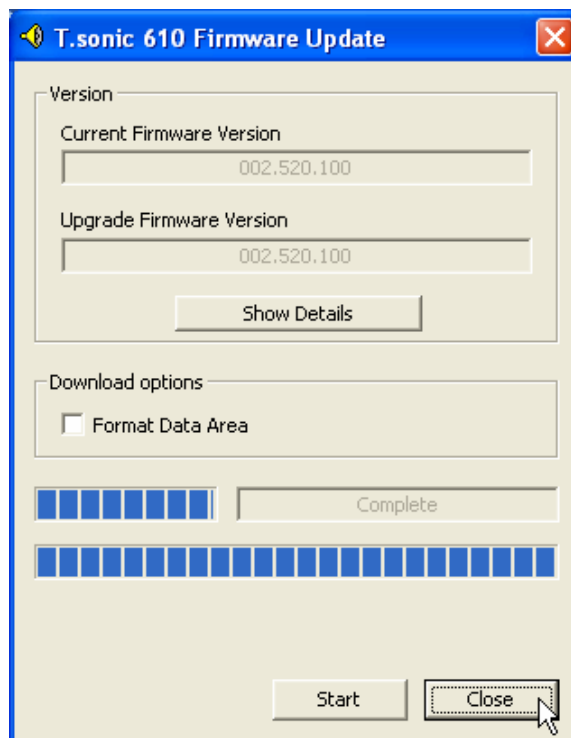 T.sonic 610 Firmware Update
Version
Current Firmware Version
002.520.100
Upgrade Firmware Version
002.520.100
Show Details
Download options
Format Data Area
Complete
Start
Close